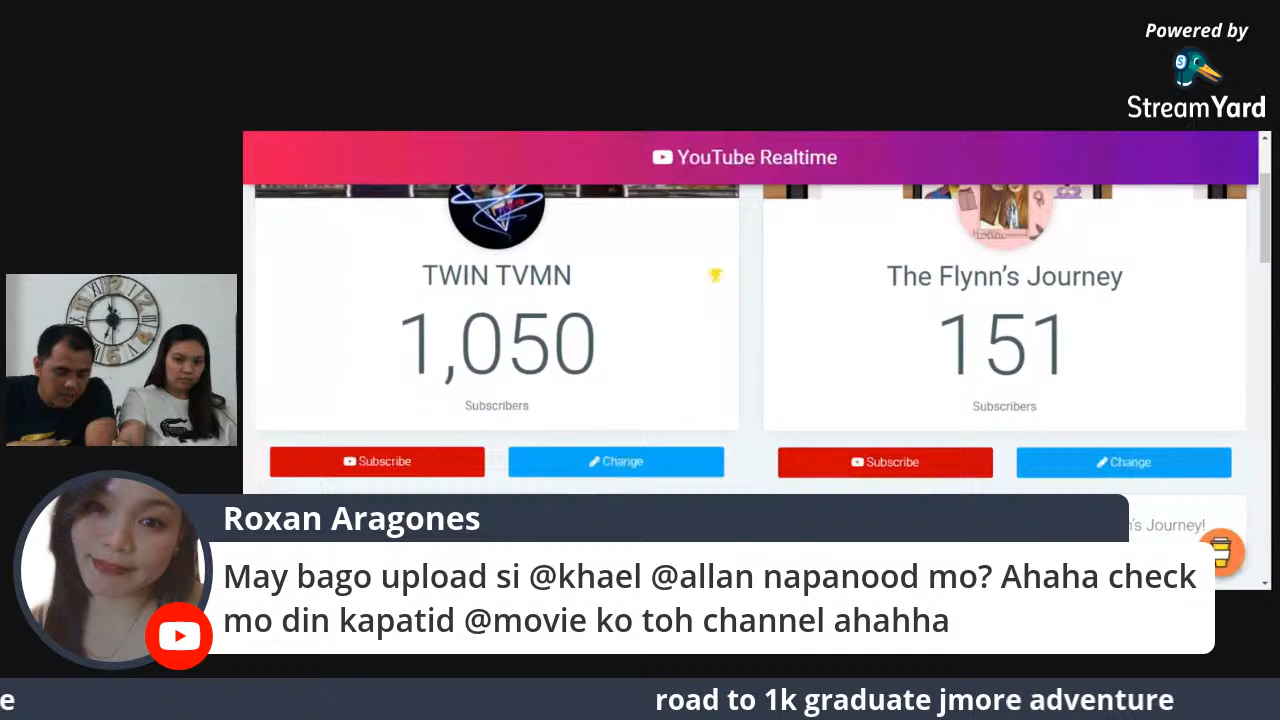 Powered by
StreamYard
YouTube Realtime
TWIN TVMN
The Flynn’s Journey
1,050
151
Subscribers
Subscribers
Subscribe
Change
Subscribe
Change
Roxan Aragones
n's Journey!
May bago upload si @khael @allan napanood mo? Ahaha check
mo din kapatid @movie ko toh channel ahahha
e
road to 1k graduate jmore adventure